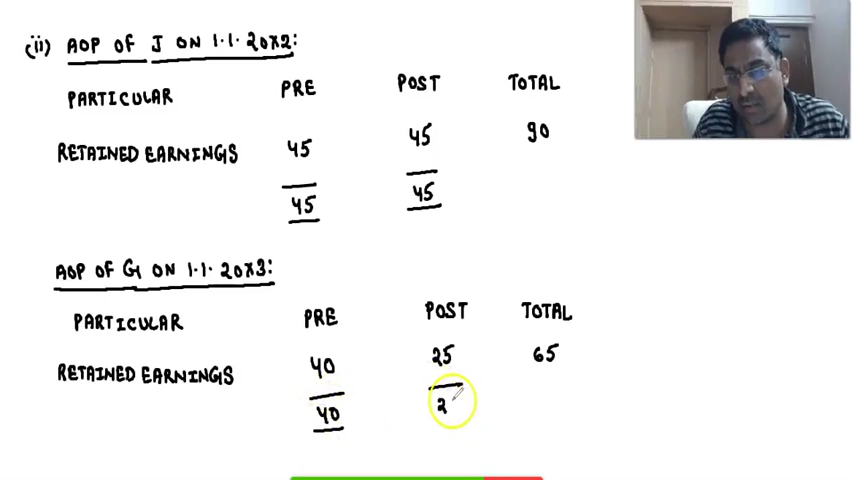 (ii) AOP OF J ON 1.1.20X2:
PARTICULAR PRE POST TOTAL
RETAINED EARNINGS 45 45 90
45 45
AOP OF G ON 1.1.20X3:
PARTICULAR PRE POST TOTAL
RETAINED EARNINGS 40 25 65
40 2